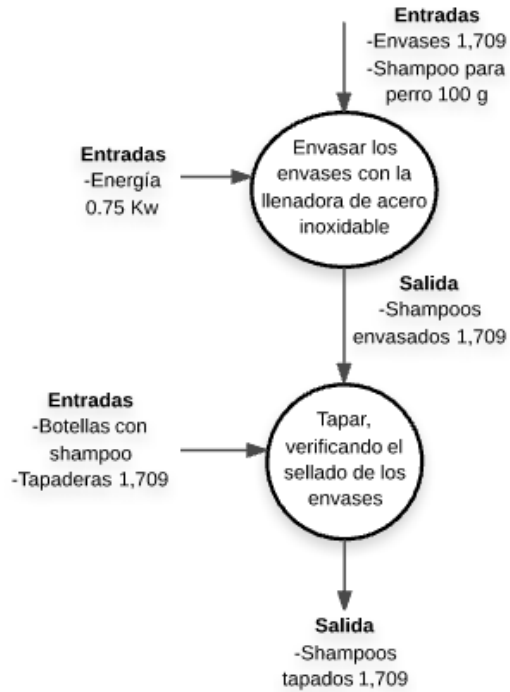 Entradas
-Envases 1,709
-Shampoo para
perro 100 g
Envasar los
envases con la
llenadora de acero
inoxidable
Entradas
-Energía
0.75 Kw
Salida
-Shampoos
envasados 1,709
Entradas
-Botellas con
shampoo
-Tapaderas 1,709
Tapar,
verificando el
sellado de los
envases
Salida
-Shampoos
tapados 1,709